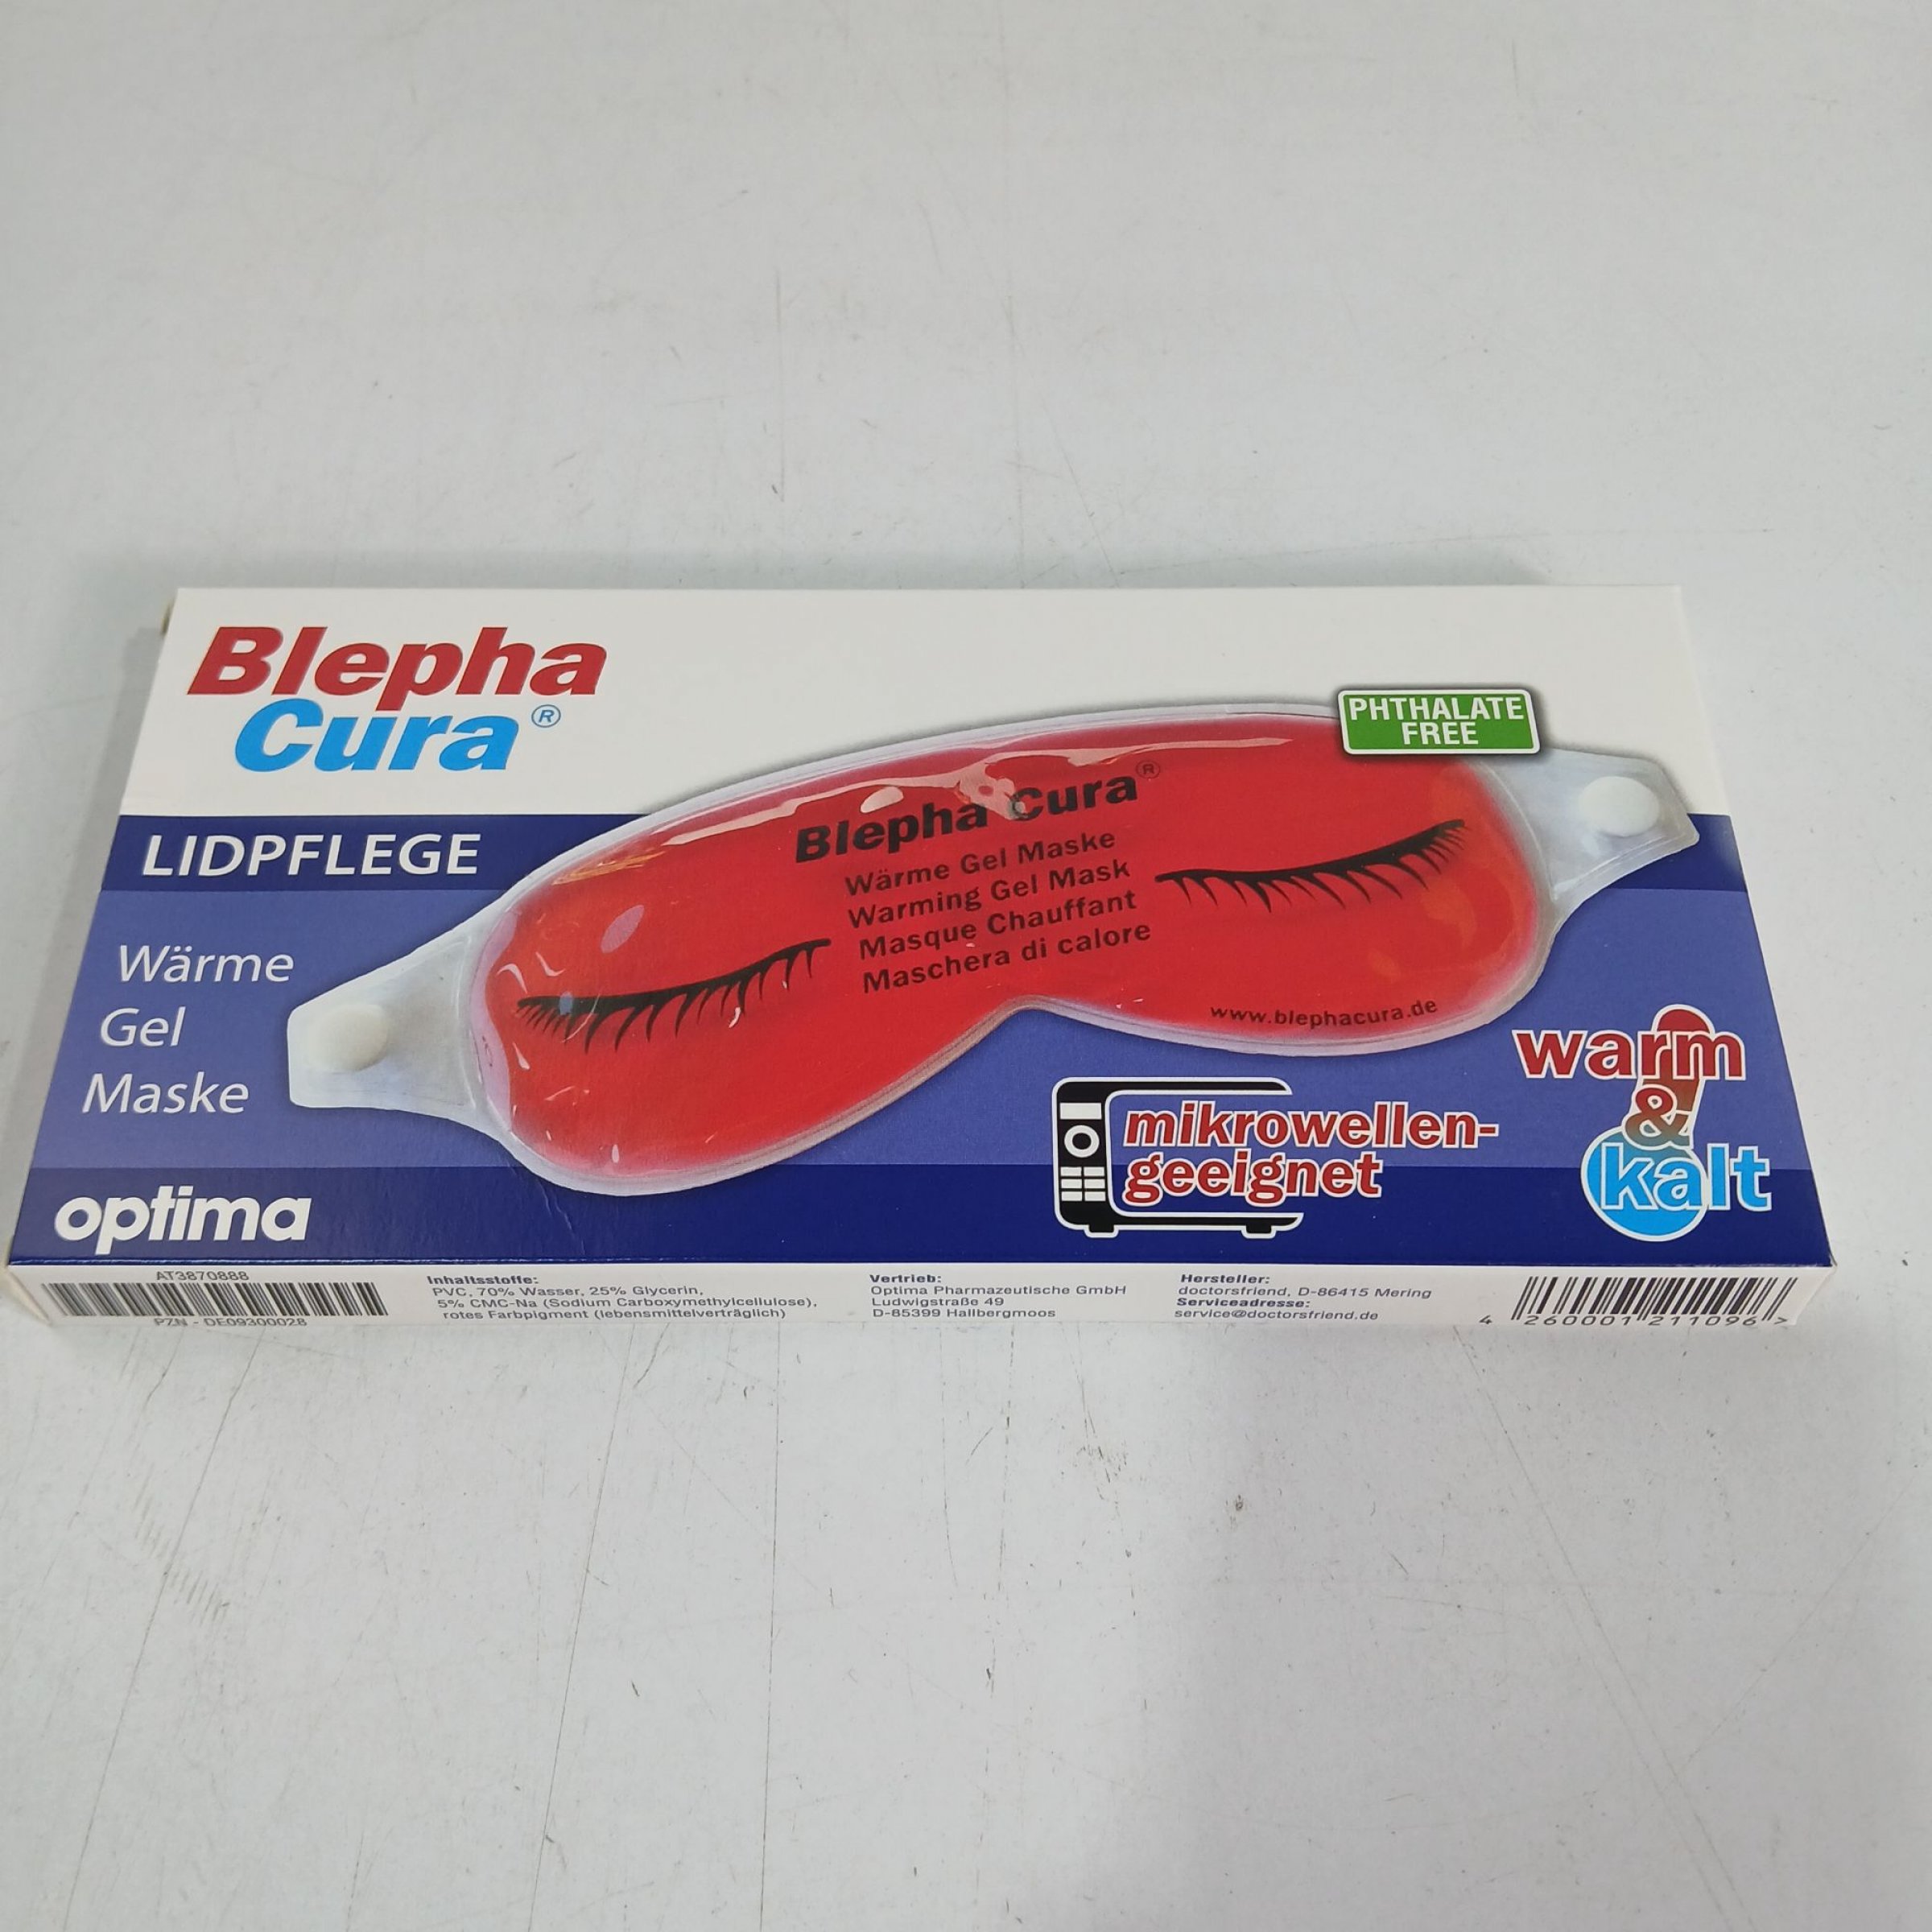 Blepha
Cura®
PHTHALATE
FREE
LIDPFLEGE
Wärme
Gel
Maske
optima
Blepha Cura®
Wärme Gel Maske
Warming Gel Mask
Masque Chauffant
Maschera di calore
www.blephacura.de
mikrowellen-
geeignet
warm
&
kalt
AT3870888
PZN - DE09300028
Inhaltsstoffe:
PVC, 70% Wasser, 25% Glycerin,
5% CMC-Na (Sodium Carboxymethylcellulose),
rotes Farbpigment (lebensmittelverträglich)
Vertrieb:
Optima Pharmazeutische GmbH
Ludwigstraße 49
D-85399 Hallbergmoos
Hersteller:
doctorsfriend, D-86415 Mering
Serviceadresse:
service@doctorsfriend.de
4 260001 211096 >